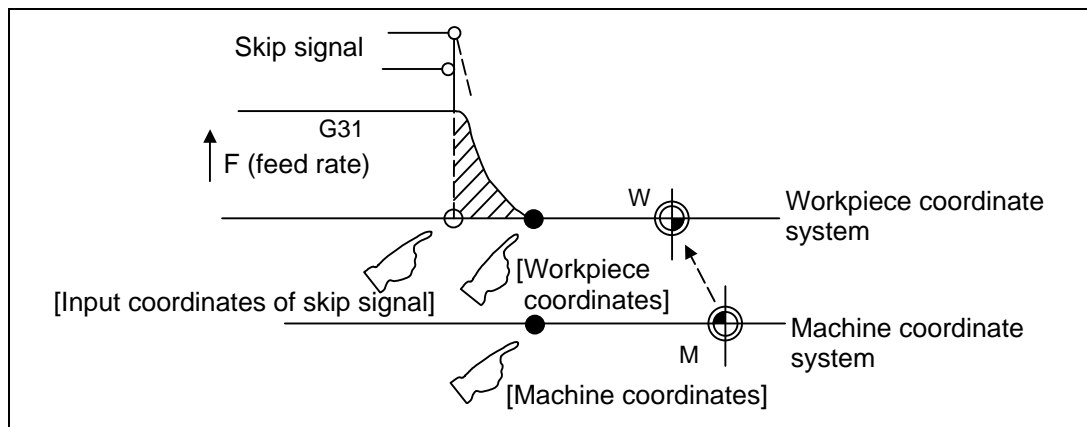 Skip signal
G31
F (feed rate)
W
Workpiece coordinate
system
[Workpiece
coordinates]
[Input coordinates of skip signal]
Machine coordinate
system
M
[Machine coordinates]